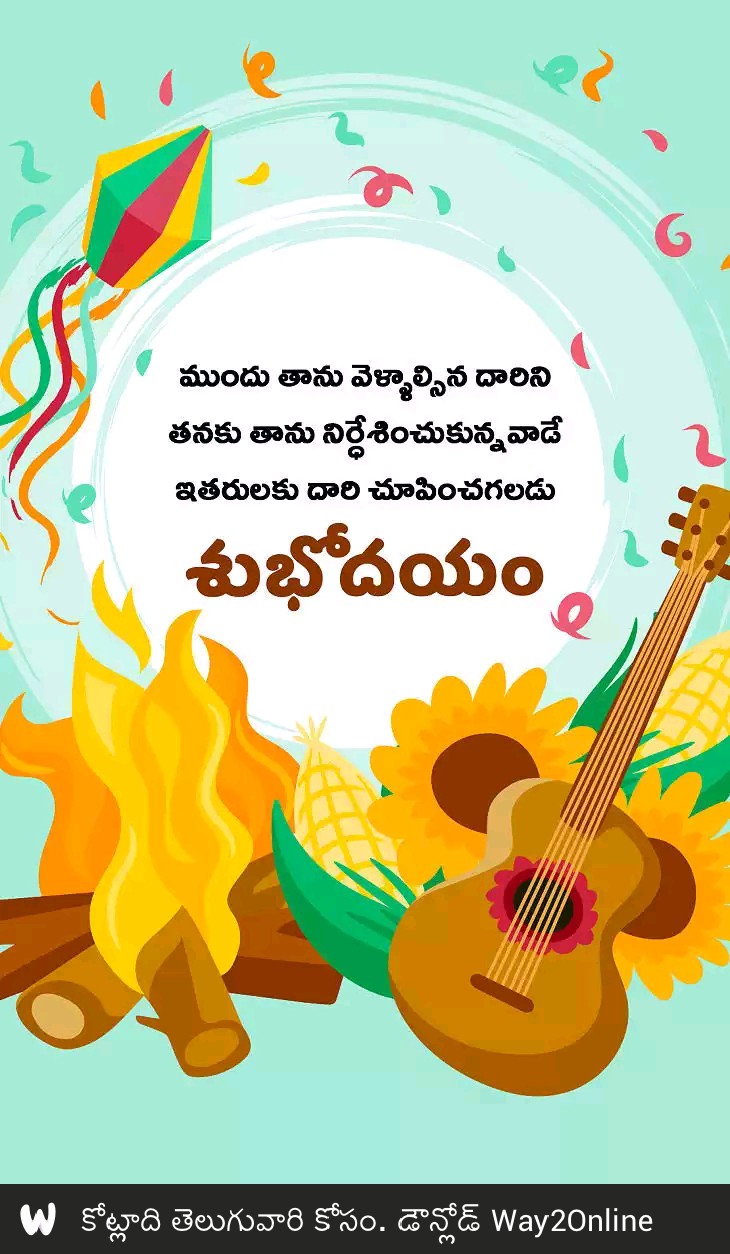 ముందు తాను వెళ్ళాల్సిన దారిని
తనకు తాను నిర్ధేశించుకున్నవాడే
ఇతరులకు దారి చూపించగలడు
శుభోదయం
కోట్లాది తెలుగువారి కోసం. డౌన్లోడ్ Way2Online